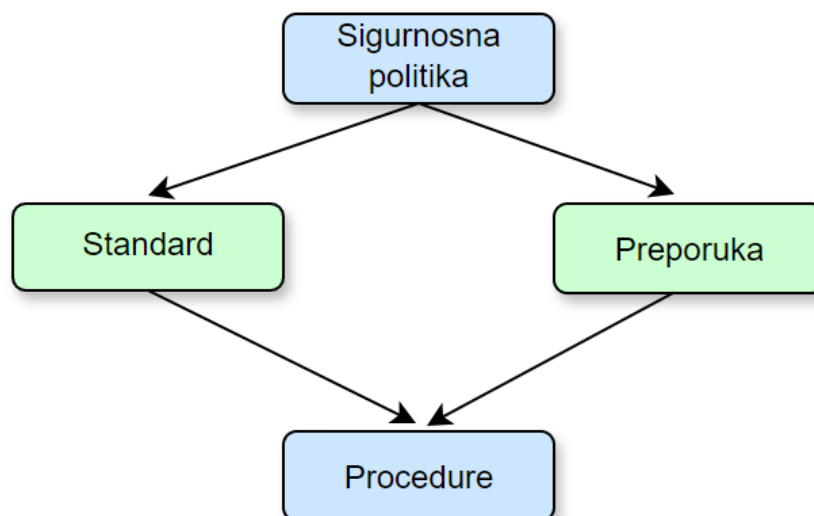 Sigurnosna
politika
Standard
Preporuka
Procedure